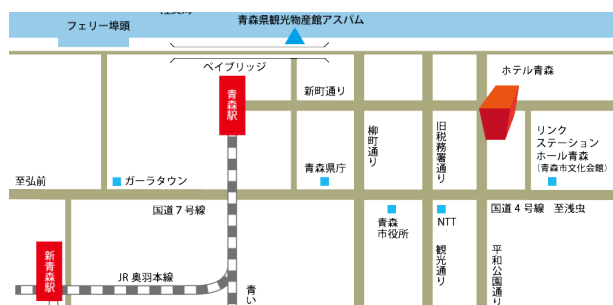 フェリー埠頭
青森県観光物産館アスパム
ベイブリッジ
ホテル青森
新町通り
青森駅
柳町通り
旧税務署通り
リンク
ステーション
ホール青森
(青森市文化会館)
青森県庁
至弘前
ガーラタウン
国道7号線
国道4号線 至浅虫
青森
市役所
NTT
観光通り
平和公園通り
新青森駅
JR奥羽本線
青い